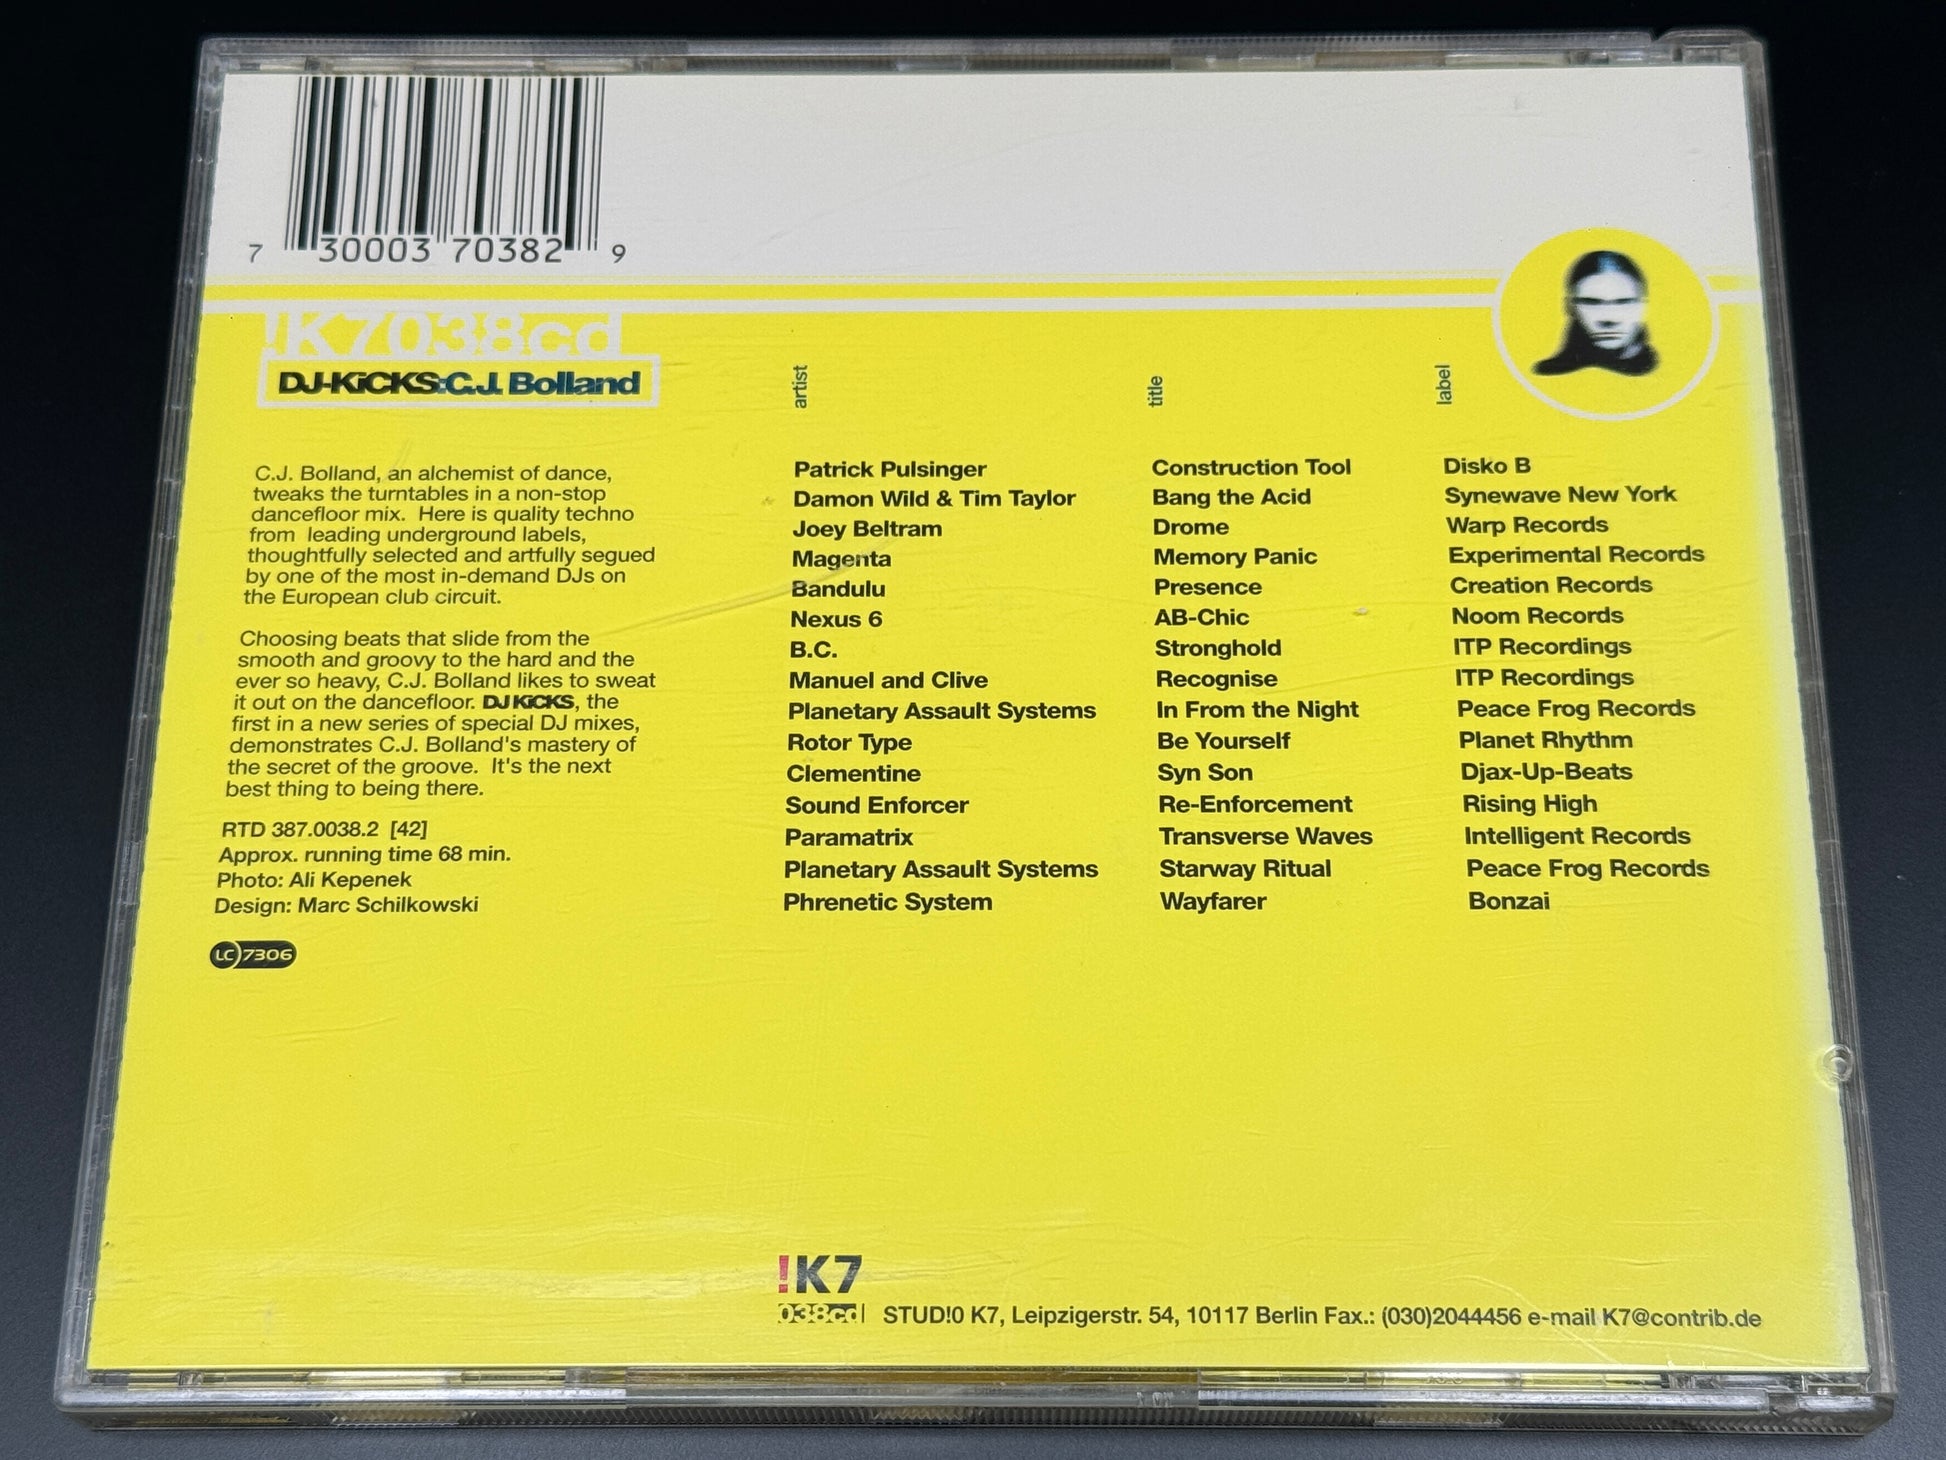 7 30003 70382 9
!K7038cd
DJ-KiCKS:C.J. Bolland
C.J. Bolland, an alchemist of dance,
tweaks the turntables in a non-stop
dancefloor mix. Here is quality techno
from leading underground labels,
thoughtfully selected and artfully segued
by one of the most in-demand DJs on
the European club circuit.
Choosing beats that slide from the
smooth and groovy to the hard and the
ever so heavy, C.J. Bolland likes to sweat
it out on the dancefloor. DJ KiCKS, the
first in a new series of special DJ mixes,
demonstrates C.J. Bolland's mastery of
the secret of the groove. It's the next
best thing to being there.
RTD 387.0038.2 [42]
Approx. running time 68 min.
Photo: Ali Kepenek
Design: Marc Schilkowski
LC 7306
artist title label
Patrick Pulsinger Construction Tool Disko B
Damon Wild & Tim Taylor Bang the Acid Synewave New York
Joey Beltram Drome Warp Records
Magenta Memory Panic Experimental Records
Bandulu Presence Creation Records
Nexus 6 AB-Chic Noom Records
B.C. Stronghold ITP Recordings
Manuel and Clive Recognise ITP Recordings
Planetary Assault Systems In From the Night Peace Frog Records
Rotor Type Be Yourself Planet Rhythm
Clementine Syn Son Djax-Up-Beats
Sound Enforcer Re-Enforcement Rising High
Paramatrix Transverse Waves Intelligent Records
Planetary Assault Systems Starway Ritual Peace Frog Records
Phrenetic System Wayfarer Bonzai
!K7
038cd STUD!0 K7, Leipzigerstr. 54, 10117 Berlin Fax.: (030)2044456 e-mail K7@contrib.de